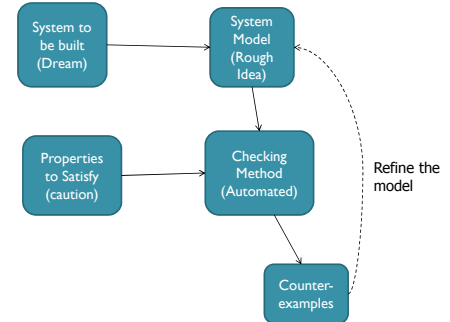 System to
be built
(Dream)
System
Model
(Rough
Idea)
Properties
to Satisfy
(caution)
Checking
Method
(Automated)
Refine the
model
Counter-
examples